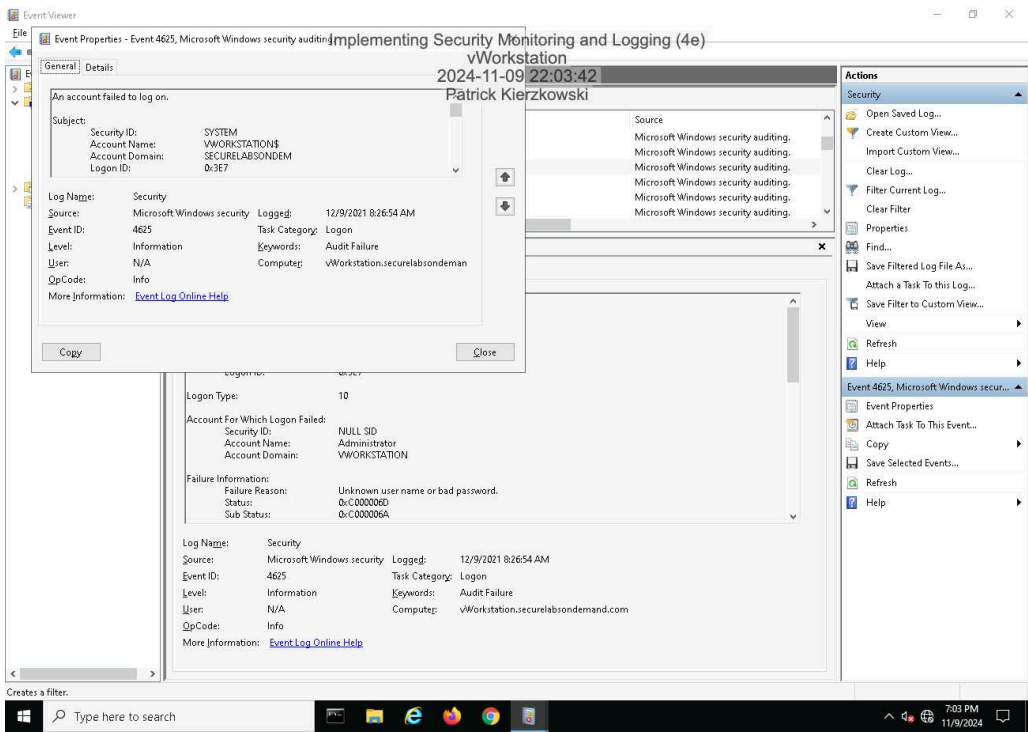 Event Viewer
File
Event Properties - Event 4625, Microsoft Windows security auditing.
Implementing Security Monitoring and Logging (4e)
vWorkstation
2024-11-09 22:03:42
Patrick Kierzkowski
General Details
An account failed to log on.
Subject:
Security ID: SYSTEM
Account Name: VWORKSTATION$
Account Domain: SECURELABSONDEM
Logon ID: 0x3E7
Log Name: Security
Source: Microsoft Windows security Logged: 12/9/2021 8:26:54 AM
Event ID: 4625 Task Category: Logon
Level: Information Keywords: Audit Failure
User: N/A Computer: vWorkstation.securelabsondeman
OpCode: Info
More Information: Event Log Online Help
Copy Close
Source
Microsoft Windows security auditing.
Microsoft Windows security auditing.
Microsoft Windows security auditing.
Microsoft Windows security auditing.
Microsoft Windows security auditing.
Microsoft Windows security auditing.
Logon ID: 0x3E7
Logon Type: 10
Account For Which Logon Failed:
Security ID: NULL SID
Account Name: Administrator
Account Domain: VWORKSTATION
Failure Information:
Failure Reason: Unknown user name or bad password.
Status: 0xC000006D
Sub Status: 0xC000006A
Log Name: Security
Source: Microsoft Windows security Logged: 12/9/2021 8:26:54 AM
Event ID: 4625 Task Category: Logon
Level: Information Keywords: Audit Failure
User: N/A Computer: vWorkstation.securelabsondemand.com
OpCode: Info
More Information: Event Log Online Help
Actions
Security
Open Saved Log...
Create Custom View...
Import Custom View...
Clear Log...
Filter Current Log...
Clear Filter
Properties
Find...
Save Filtered Log File As...
Attach a Task To this Log...
Save Filter to Custom View...
View
Refresh
Help
Event 4625, Microsoft Windows secur...
Event Properties
Attach Task To This Event...
Copy
Save Selected Events...
Refresh
Help
Creates a filter.
Type here to search
7:03 PM
11/9/2024